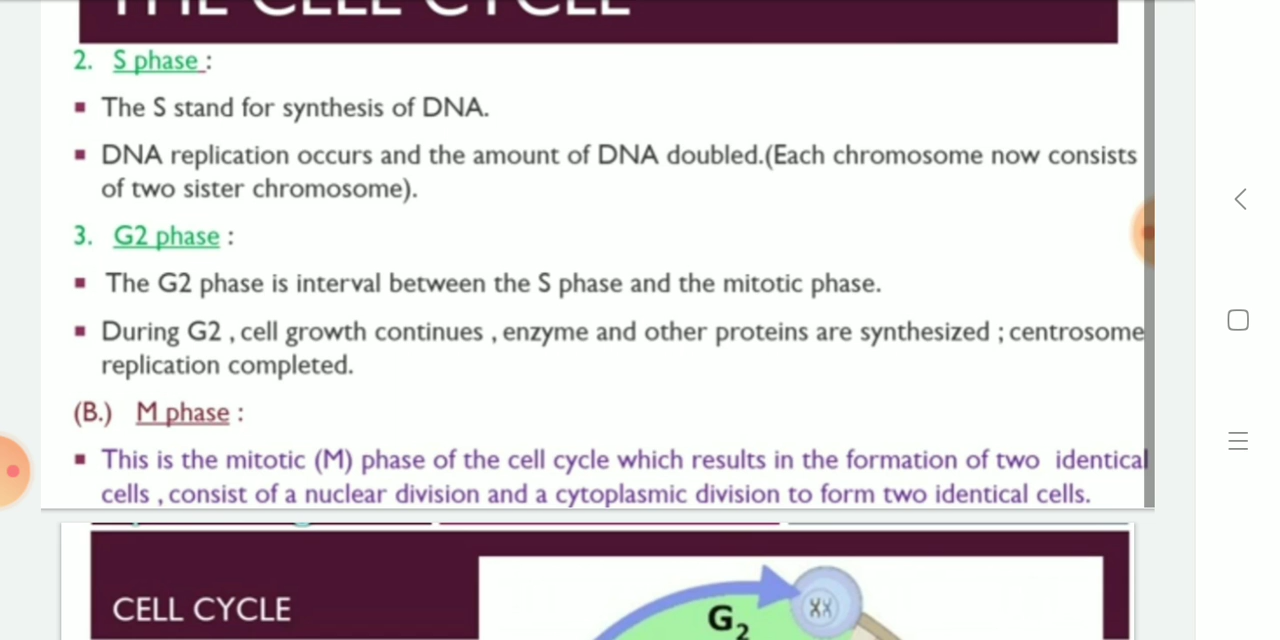 THE CELL CYCLE
2. S phase :
▪ The S stand for synthesis of DNA.
▪ DNA replication occurs and the amount of DNA doubled.(Each chromosome now consists
of two sister chromosome).
3. G2 phase :
▪ The G2 phase is interval between the S phase and the mitotic phase.
▪ During G2 , cell growth continues , enzyme and other proteins are synthesized ; centrosome
replication completed.
(B.) M phase :
▪ This is the mitotic (M) phase of the cell cycle which results in the formation of two identical
cells , consist of a nuclear division and a cytoplasmic division to form two identical cells.
CELL CYCLE
G2